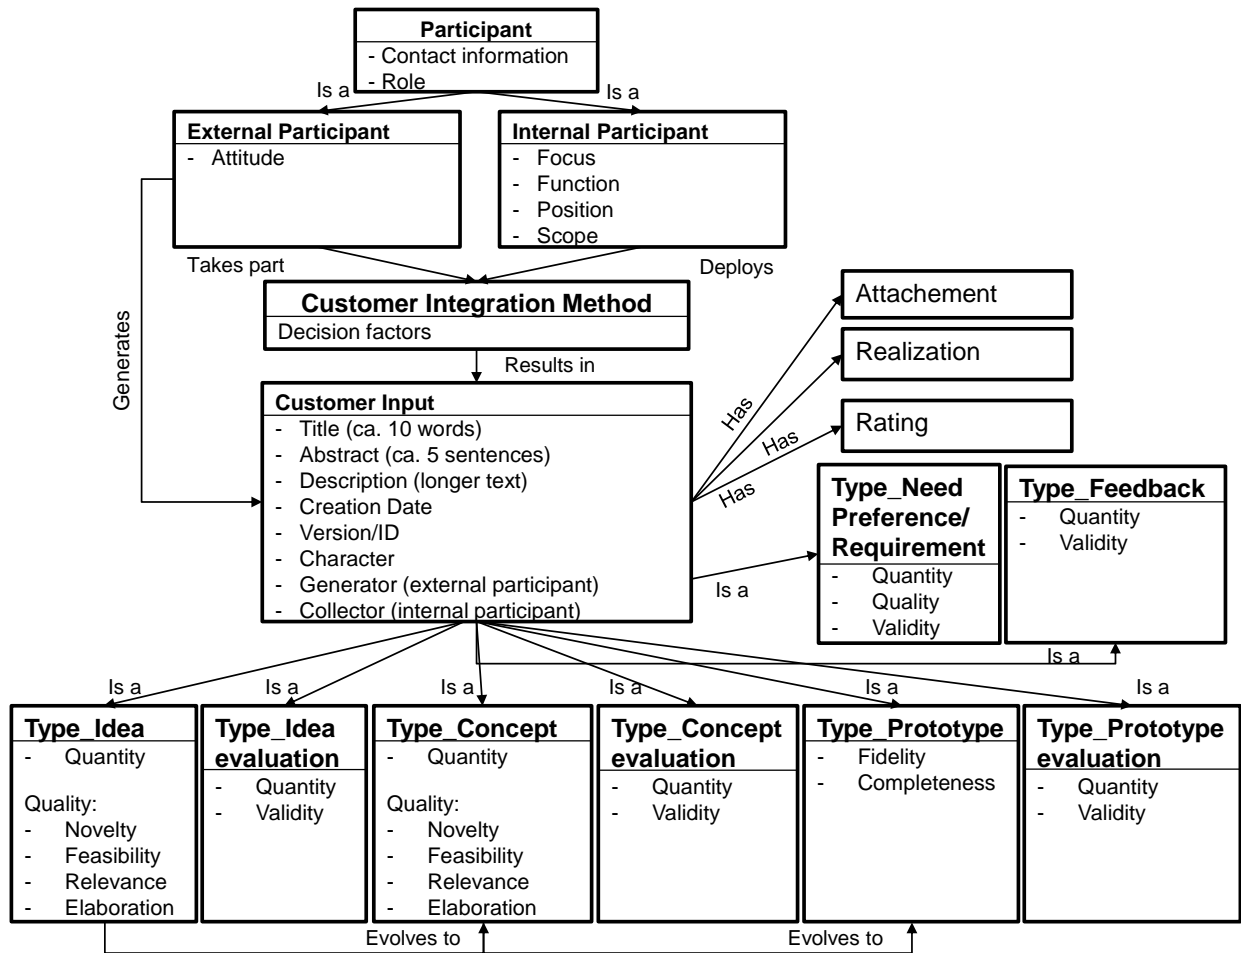 Participant
- Contact information
- Role
Is a
Is a
External Participant
- Attitude
Internal Participant
- Focus
- Function
- Position
- Scope
Takes part
Deploys
Generates
Customer Integration Method
Decision factors
Results in
Attachement
Realization
Rating
Has
Has
Has
Customer Input
- Title (ca. 10 words)
- Abstract (ca. 5 sentences)
- Description (longer text)
- Creation Date
- Version/ID
- Character
- Generator (external participant)
- Collector (internal participant)
Is a
Type_Need
Preference/
Requirement
- Quantity
- Quality
- Validity
Type_Feedback
- Quantity
- Validity
Is a
Is a
Is a
Is a
Is a
Is a
Is a
Type_Idea
- Quantity
Quality:
- Novelty
- Feasibility
- Relevance
- Elaboration
Type_Idea
evaluation
- Quantity
- Validity
Type_Concept
- Quantity
Quality:
- Novelty
- Feasibility
- Relevance
- Elaboration
Type_Concept
evaluation
- Quantity
- Validity
Type_Prototype
- Fidelity
- Completeness
Type_Prototype
evaluation
- Quantity
- Validity
Evolves to
Evolves to